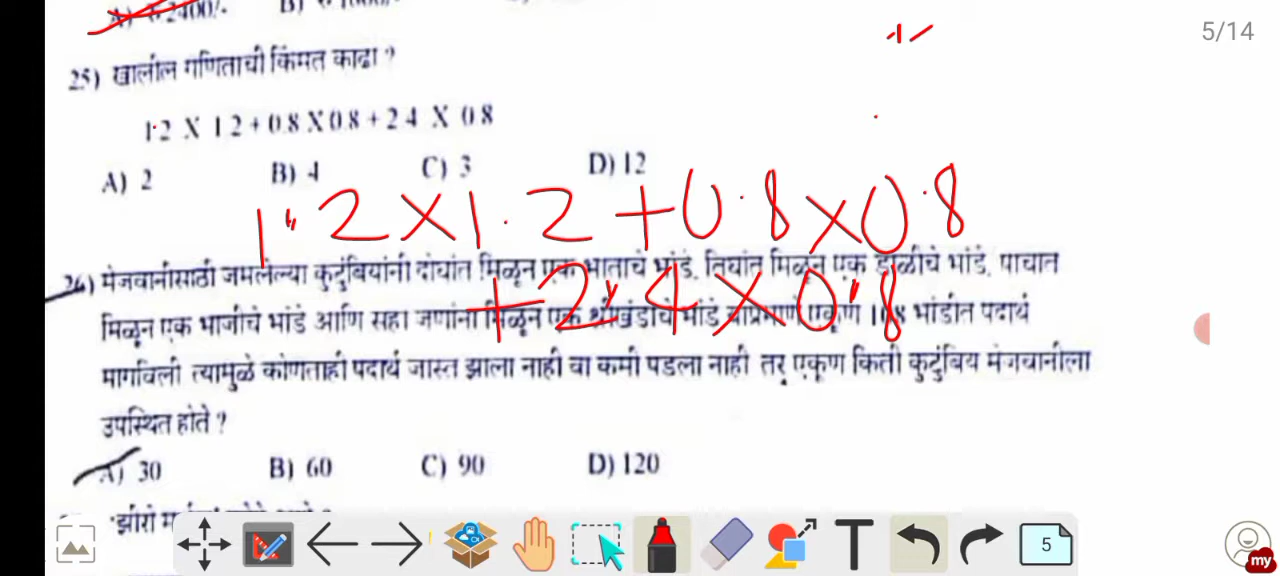 A) ₹ 2400/-
5/14
25) खालील गणिताची किंमत काढा ?
1.2 X 1 2 + 0.8 X 0 8 + 2 4 X 0 8
A) 2 B) 4 C) 3 D) 12
1.2 × 1.2 + 0.8 × 0.8
+ 2.4 × 0.8
26) मेजवानीसाठी जमलेल्या कुटुंबियांनी दोघांत मिळून एक भाताचे भांडे, तिघांत मिळून एक डाळीचे भांडे, पाचात
मिळून एक भाजीचे भांडे आणि सहा जणांना मिळून एक श्रीखंडाचे भांडे याप्रमाणे एकूण 108 भांडीत पदार्थ
मागविली त्यामुळे कोणताही पदार्थ जास्त झाला नाही वा कमी पडला नाही तर एकूण किती कुटुंबिय मेजवानीला
उपस्थित होते ?
A) 30 B) 60 C) 90 D) 120
T 5
my